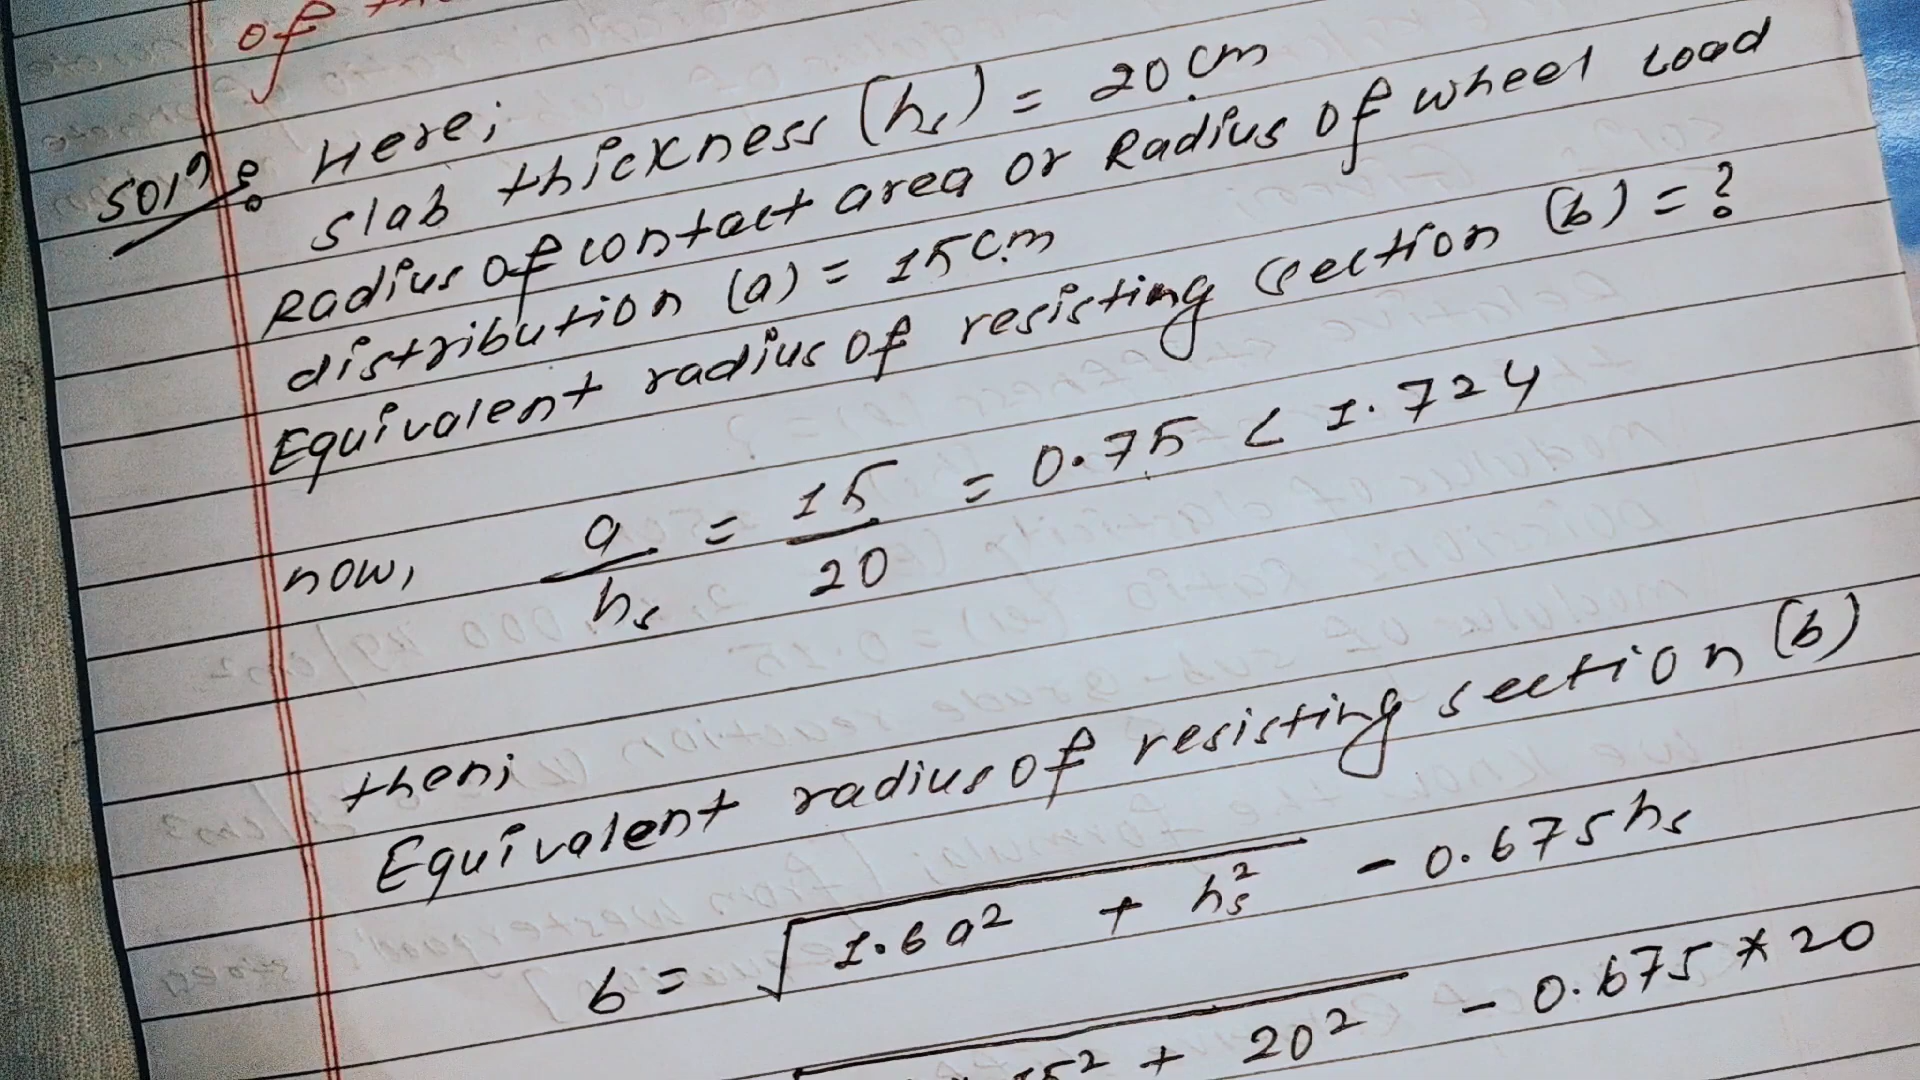 of
Solⁿ: Here;
slab thickness (hs) = 20 cm
Radius of contact area or Radius of wheel Load
distribution (a) = 15cm
Equivalent radius of resisting section (b) = ?
now, a/hs = 15/20 = 0.75 < 1.724
then;
Equivalent radius of resisting section (b)
b = √(1.6a² + hs²) - 0.675hs
5² + 20² - 0.675 * 20